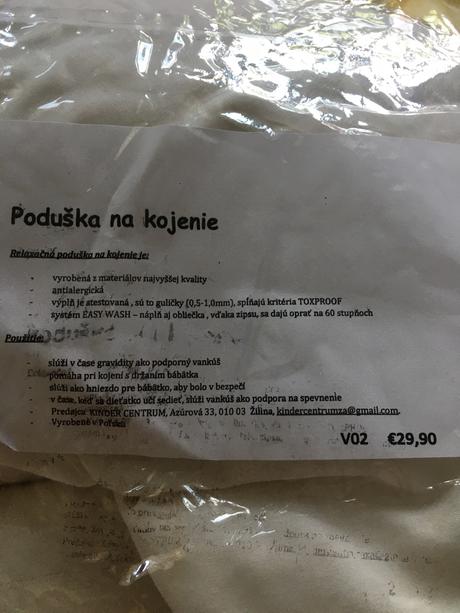 Poduška na kojenie
Relaxačná poduška na kojenie je:
- vyrobená z materiálov najvyššej kvality
- antialergická
- výplň je testovaná , sú to guličky (0,5-1,0mm), spĺňajú kritéria TOXPROOF
- systém EASY WASH – náplň aj obliečka , vďaka zipsu, sa dajú oprať na 60 stupňoch
Použitie:
- slúži v čase gravidity ako podporný vankúš
- pomáha pri kojení s držaním bábätka
- slúži ako hniezdo pre bábätko, aby bolo v bezpečí
- v čase, keď sa dieťatko učí sedieť, slúži vankúš ako podpora na spevnenie
- Predajca: KINDER CENTRUM, Azúrová 33, 010 03 Žilina, kindercentrumza@gmail.com,
- Vyrobené v Poľsku
V02 €29,90